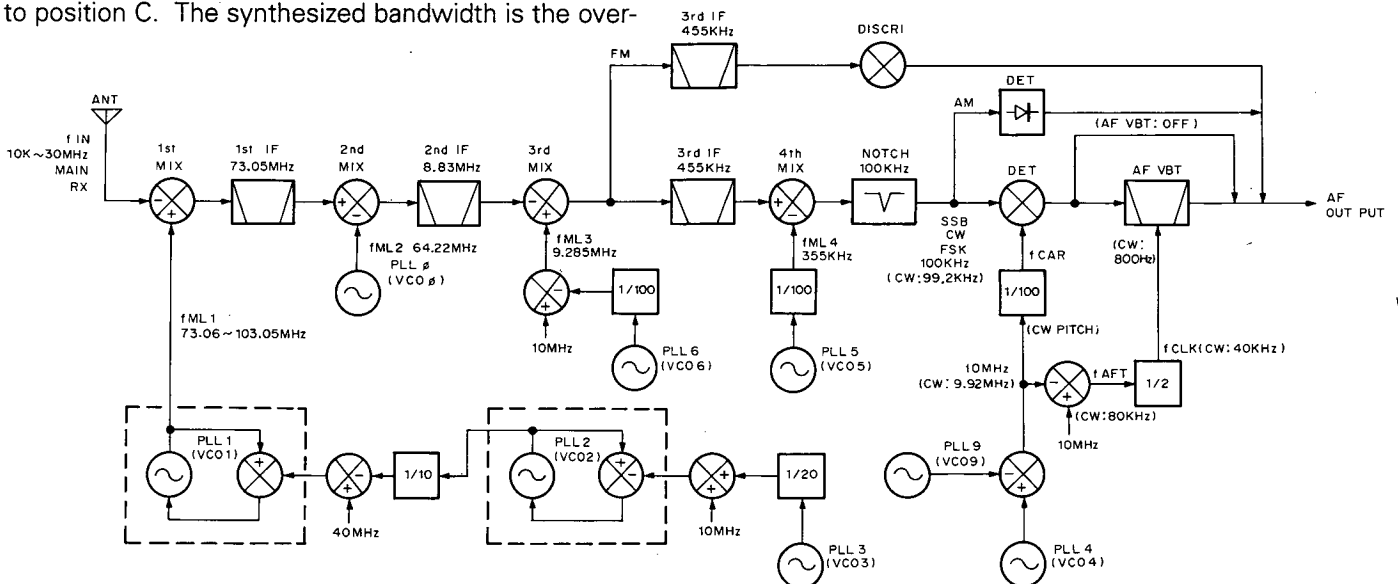 to position C. The synthesized bandwidth is the over-
3rd IF
455KHz
DISCRI
FM
ANT
f IN
10K~30MHz
MAIN
RX
1st
MIX
1st IF
73.05MHz
2nd
MIX
2nd IF
8.83MHz
3rd
MIX
3rd IF
455KHz
4th
MIX
NOTCH
100KHz
AM
DET
(AF VBT: OFF)
DET
AF VBT
AF
OUT PUT
fML2 64.22MHz
PLL ø
(VCO ø)
fML3
9.285MHz
fML4
355KHz
SSB
CW
FSK
100KHz
(CW:99.2KHz)
fCAR
(CW:
800Hz)
1/100
1/100
1/100
10MHz
PLL 6
(VCO6)
PLL 5
(VCO5)
(CW PITCH)
fML1
73.06~103.05MHz
10MHz
(CW: 9.92MHz)
fAFT
1/2
fCLK(CW:40KHz)
(CW:80KHz)
10MHz
PLL 1
(VCO1)
1/10
40MHz
PLL2
(VCO2)
1/20
10MHz
PLL 3
(VCO3)
PLL9
(VCO9)
PLL 4
(VCO4)